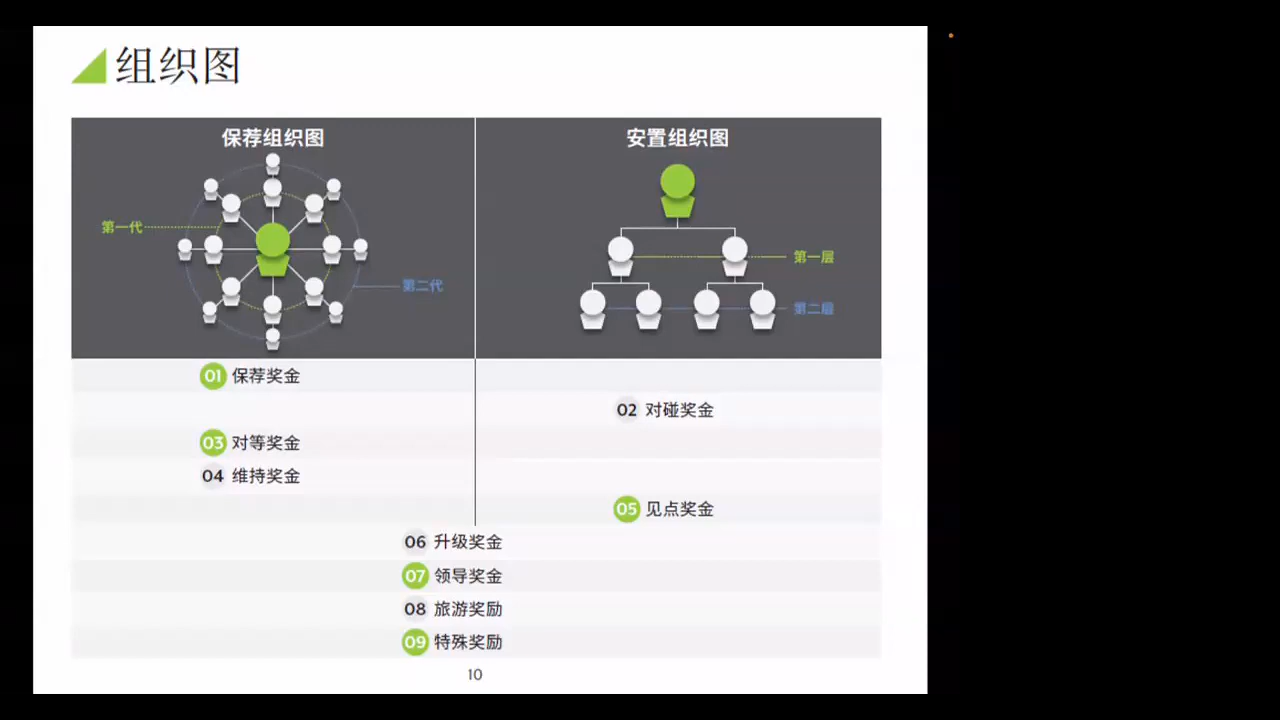 组织图
保荐组织图
第一代
第二代
安置组织图
第一层
第二层
01 保荐奖金
02 对碰奖金
03 对等奖金
04 维持奖金
05 见点奖金
06 升级奖金
07 领导奖金
08 旅游奖励
09 特殊奖励
10